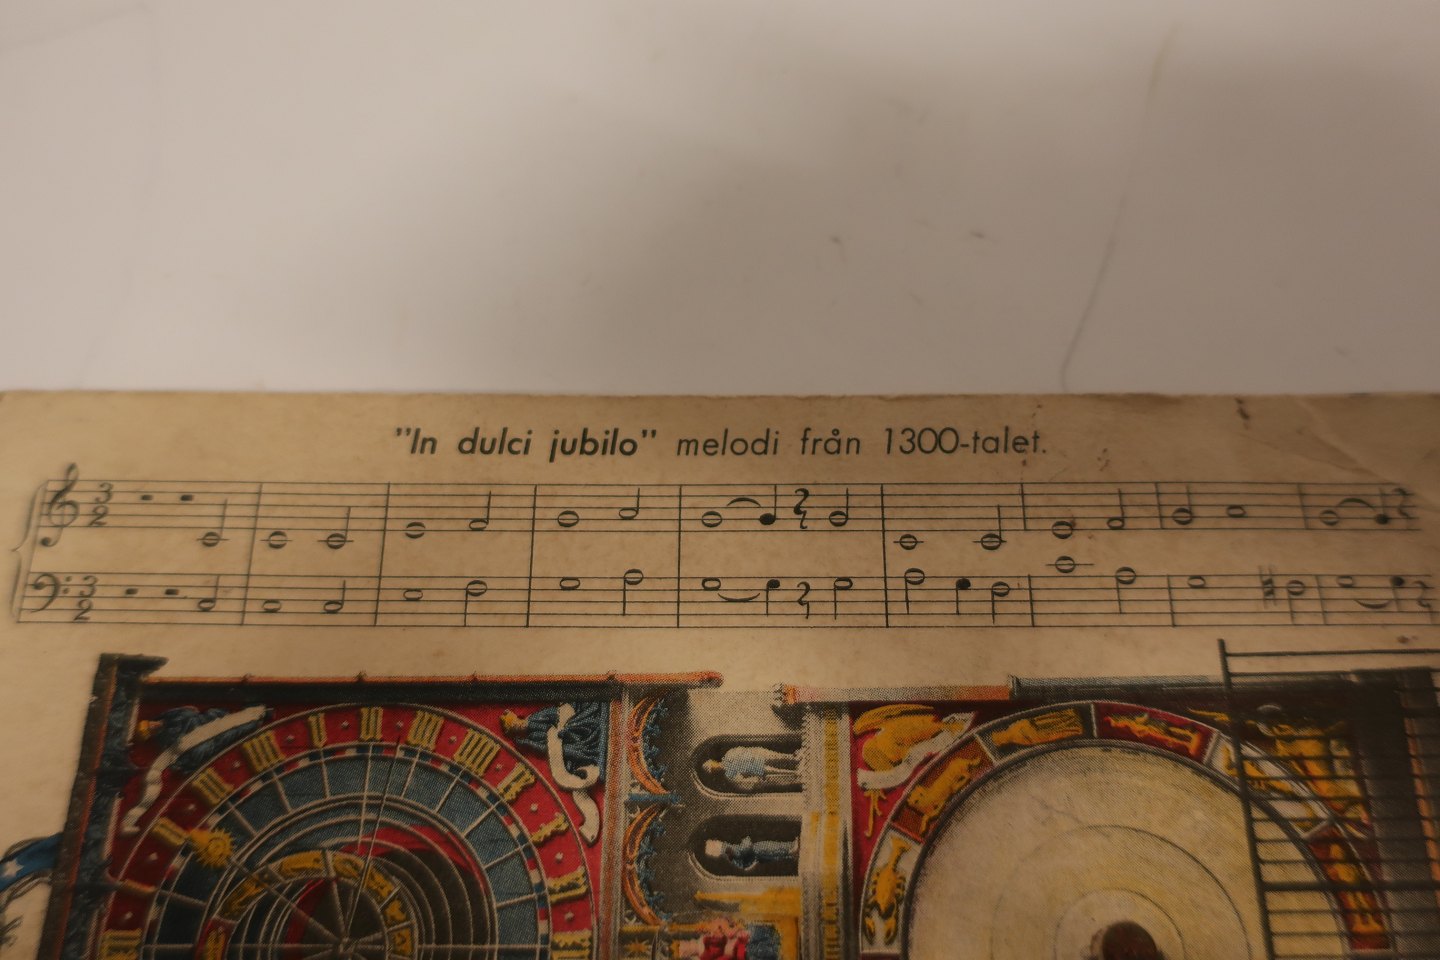 "In dulci jubilo" melodi från 1300-talet.